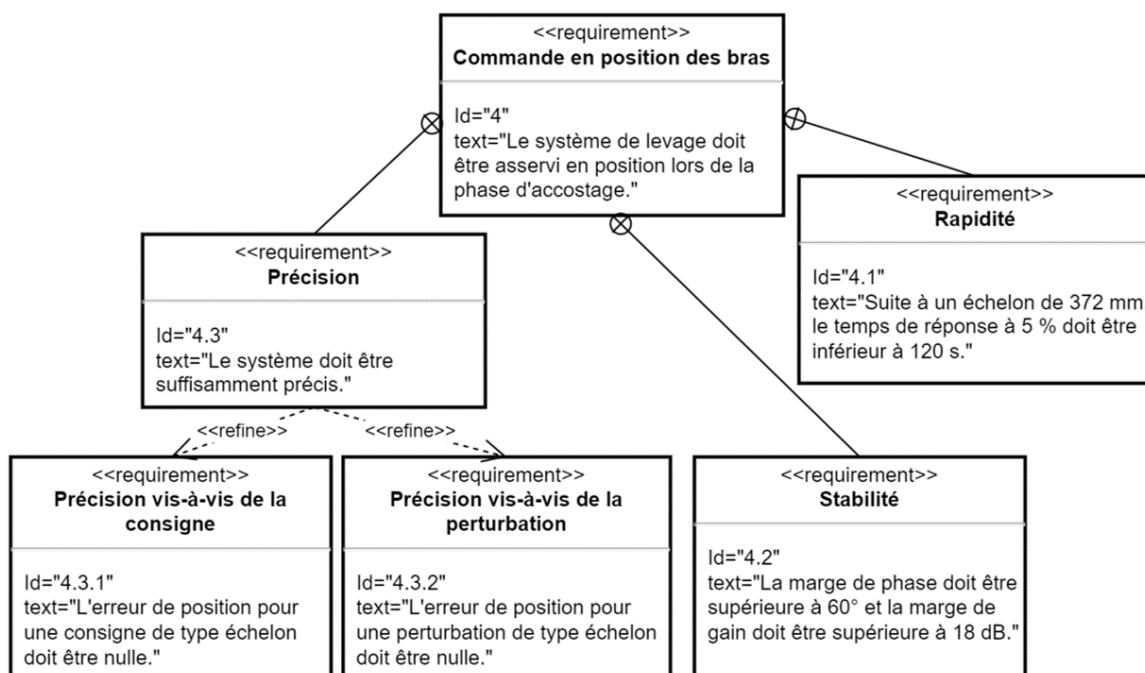 <<requirement>>
Commande en position des bras
Id="4"
text="Le système de levage doit
être asservi en position lors de la
phase d'accostage."
<<requirement>>
Rapidité
Id="4.1"
text="Suite à un échelon de 372 mm
le temps de réponse à 5 % doit être
inférieur à 120 s."
<<requirement>>
Précision
Id="4.3"
text="Le système doit être
suffisamment précis."
<<refine>>
<<refine>>
<<requirement>>
Précision vis-à-vis de la
consigne
Id="4.3.1"
text="L'erreur de position pour
une consigne de type échelon
doit être nulle."
<<requirement>>
Précision vis-à-vis de la
perturbation
Id="4.3.2"
text="L'erreur de position pour
une perturbation de type échelon
doit être nulle."
<<requirement>>
Stabilité
Id="4.2"
text="La marge de phase doit être
supérieure à 60° et la marge de
gain doit être supérieure à 18 dB."